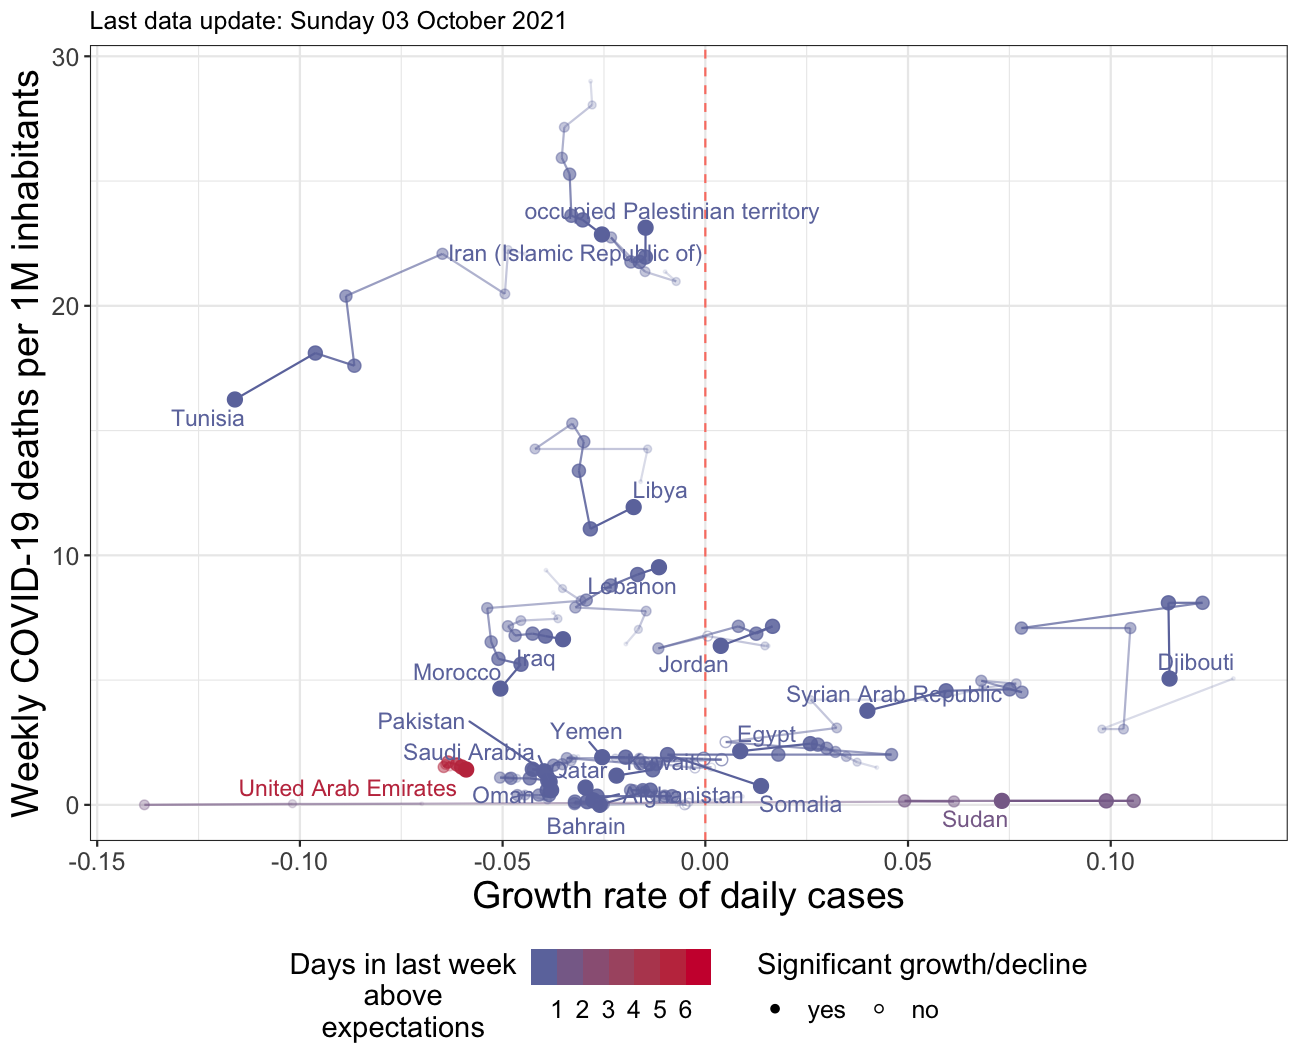 Last data update: Sunday 03 October 2021
Weekly COVID-19 deaths per 1M inhabitants
30
20
10
0
occupied Palestinian territory
Iran (Islamic Republic of)
Tunisia
Libya
Lebanon
Iraq
Morocco
Jordan
Djibouti
Syrian Arab Republic
Pakistan
Yemen
Egypt
Saudi Arabia
Qatar
Kuwait
United Arab Emirates
Oman
Afghanistan
Somalia
Bahrain
Sudan
-0.15
-0.10
-0.05
0.00
0.05
0.10
Growth rate of daily cases
Days in last week
above
expectations
1 2 3 4 5 6
Significant growth/decline
yes
no